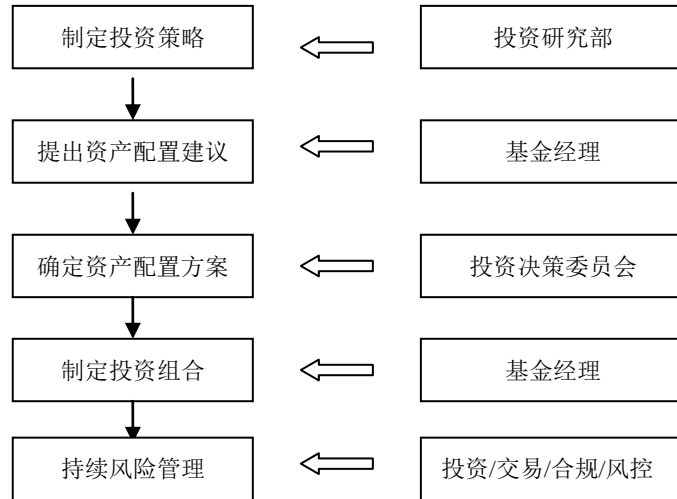 制定投资策略
投资研究部
提出资产配置建议
基金经理
确定资产配置方案
投资决策委员会
制定投资组合
基金经理
持续风险管理
投资/交易/合规/风控